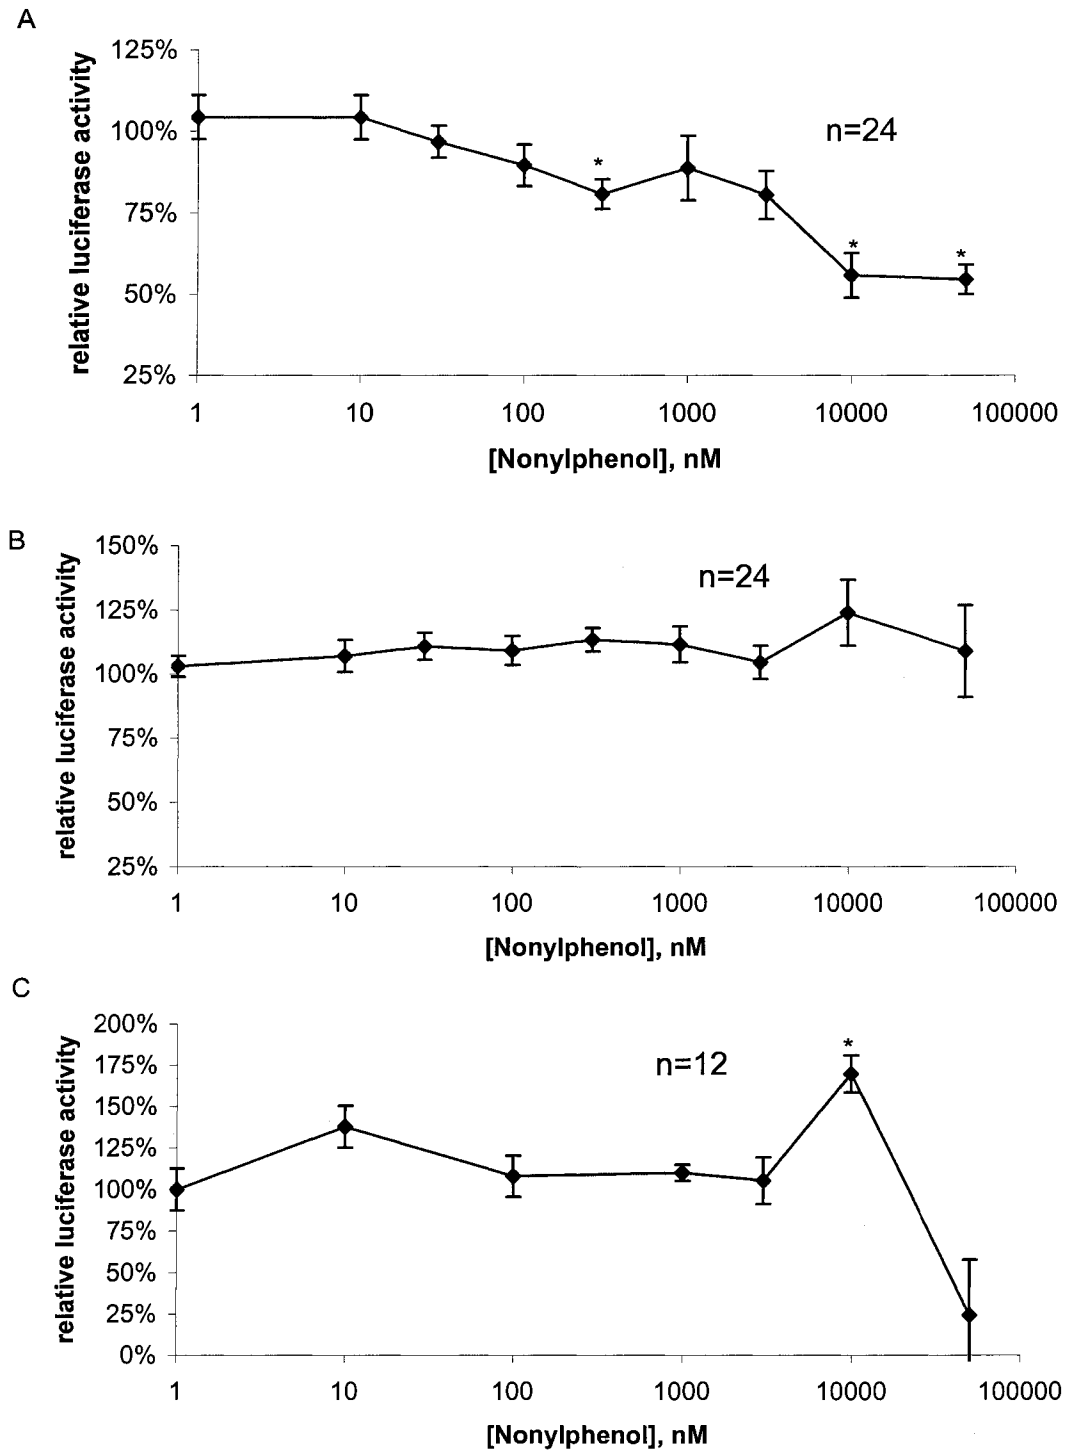 A
relative luciferase activity
125%
100%
75%
50%
25%
n=24
*
*
*
1 10 100 1000 10000 100000
[Nonylphenol], nM
B
relative luciferase activity
150%
125%
100%
75%
50%
25%
n=24
1 10 100 1000 10000 100000
[Nonylphenol], nM
C
relative luciferase activity
200%
175%
150%
125%
100%
75%
50%
25%
0%
n=12
*
1 10 100 1000 10000 100000
[Nonylphenol], nM